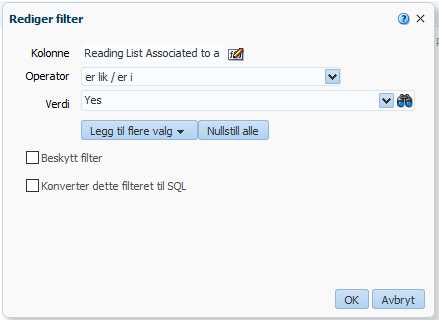 Rediger filter
Kolonne Reading List Associated to a
Operator er lik / er i
Verdi Yes
Legg til flere valg Nullstill alle
Beskytt filter
Konverter dette filteret til SQL
OK Avbryt